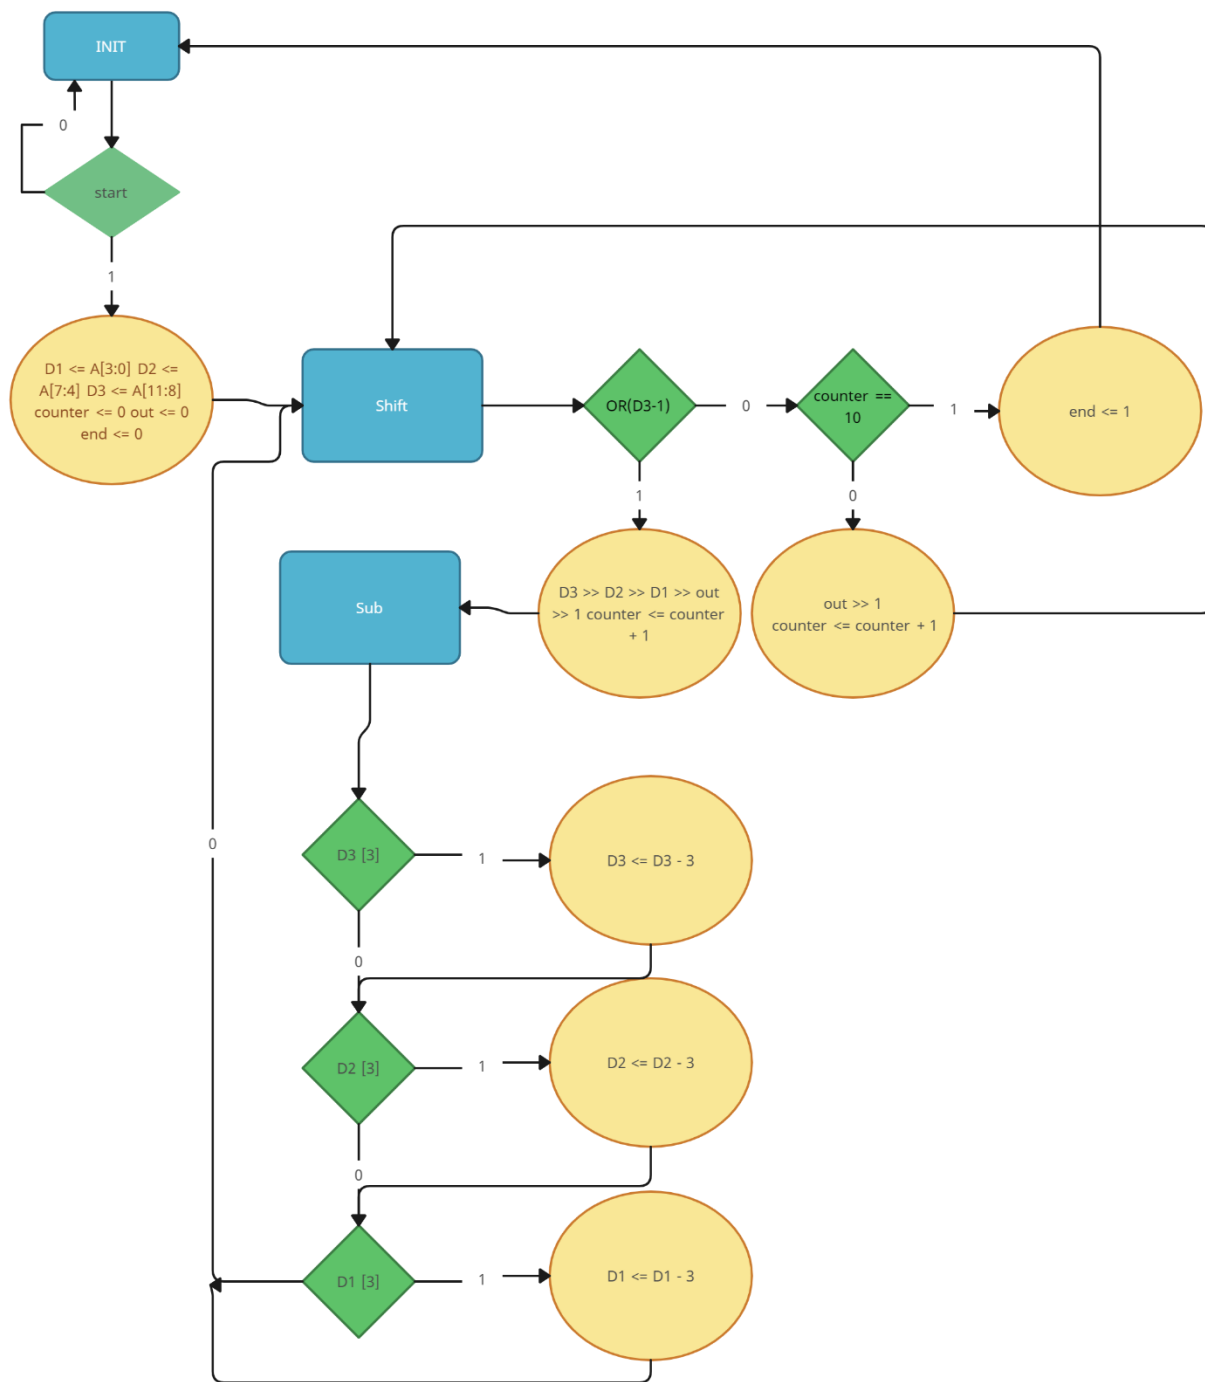 INIT
0
start
1
D1 <= A[3:0] D2 <=
A[7:4] D3 <= A[11:8]
counter <= 0 out <= 0
end <= 0
Shift
OR(D3-1)
0
counter ==
10
1
end <= 1
1
0
Sub
D3 >> D2 >> D1 >> out
>> 1 counter <= counter
+ 1
out >> 1
counter <= counter + 1
0
D3 [3]
1
D3 <= D3 - 3
0
D2 [3]
1
D2 <= D2 - 3
0
D1 [3]
1
D1 <= D1 - 3